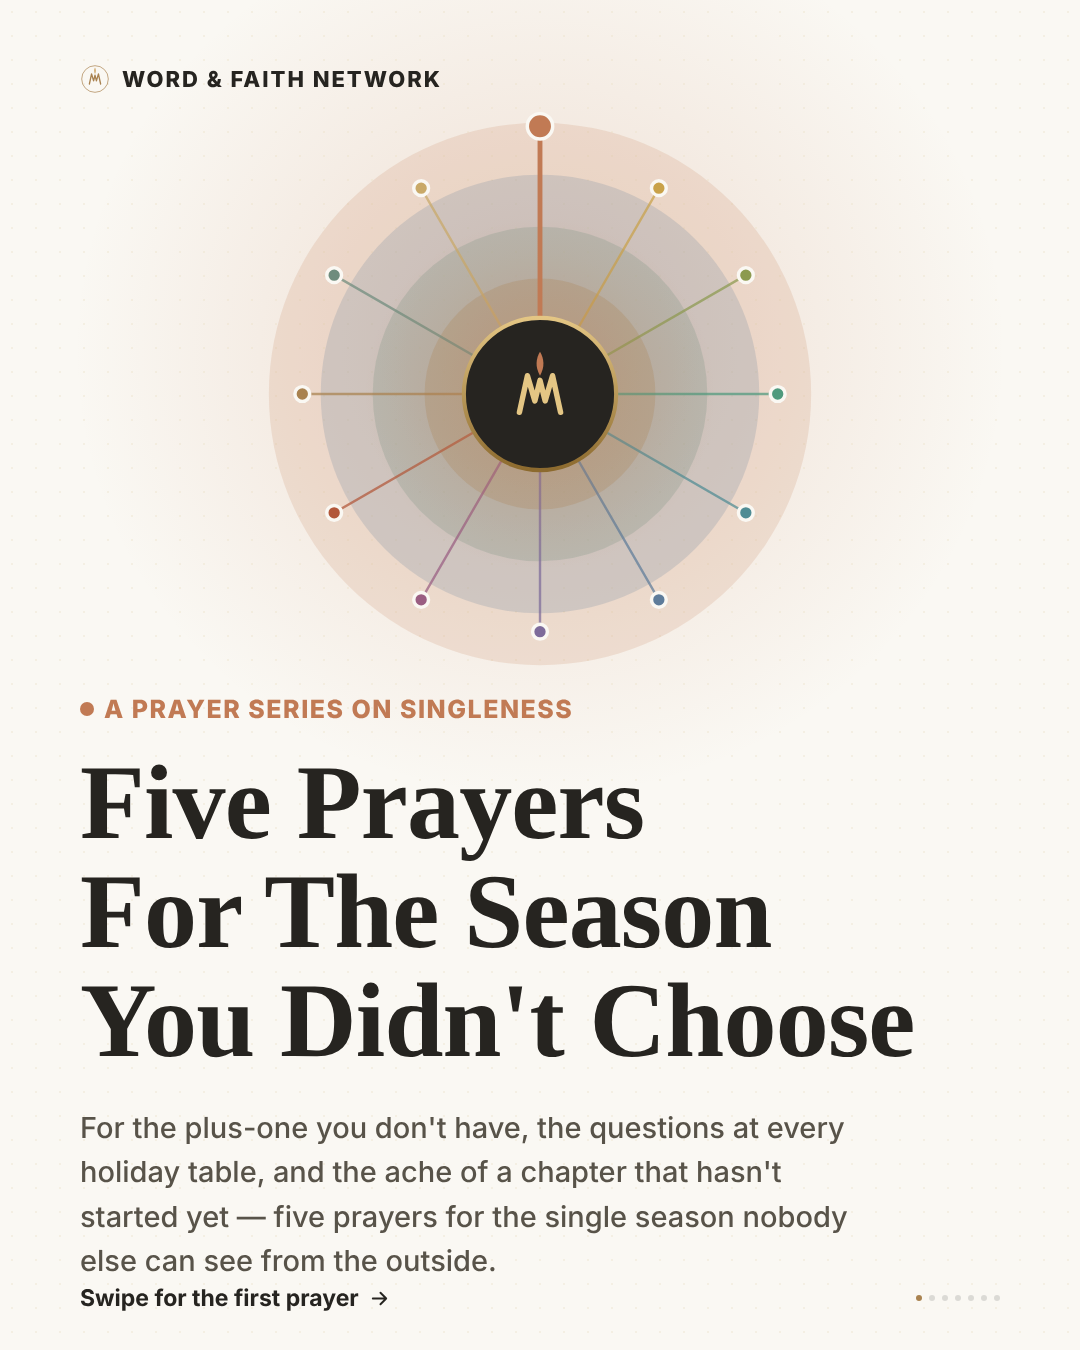 WORD & FAITH NETWORK
A PRAYER SERIES ON SINGLENESS
Five Prayers
For The Season
You Didn't Choose
For the plus-one you don't have, the questions at every
holiday table, and the ache of a chapter that hasn't
started yet — five prayers for the single season nobody
else can see from the outside.
Swipe for the first prayer →